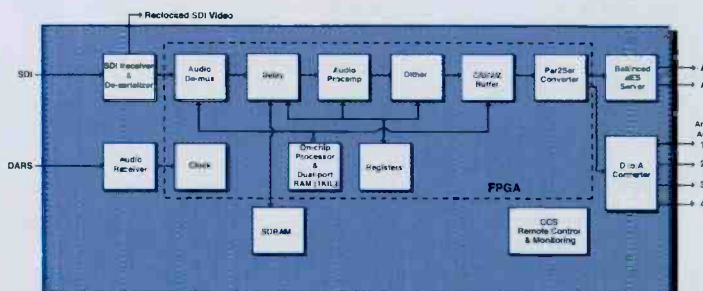 Reclocked SDI Video
SDI
SDI Receiver
&
De-serializer
Audio
De-mux
Delay
Audio
Procamp
Dither
Buffer
Par2Ser
Converter
Balanced
AES
Server
DARS
Audio
Receiver
Clock
On-chip
Processor
&
Dual-port
RAM
Registers
FPGA
D to A
Converter
1
2
3
4
SDRAM
CCS
Remote Control
& Monitoring